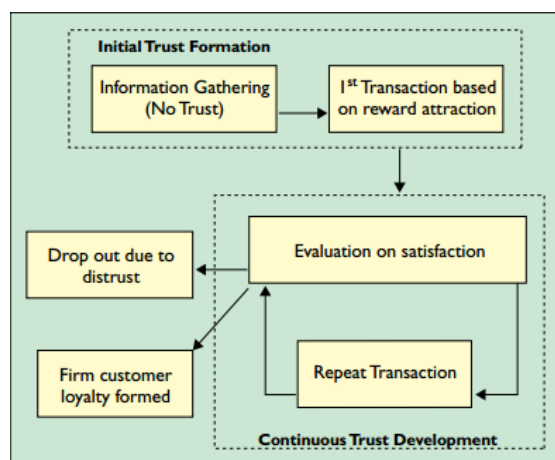 Initial Trust Formation
Information Gathering
(No Trust)
1st Transaction based
on reward attraction
Evaluation on satisfaction
Drop out due to
distrust
Repeat Transaction
Firm customer
loyalty formed
Continuous Trust Development